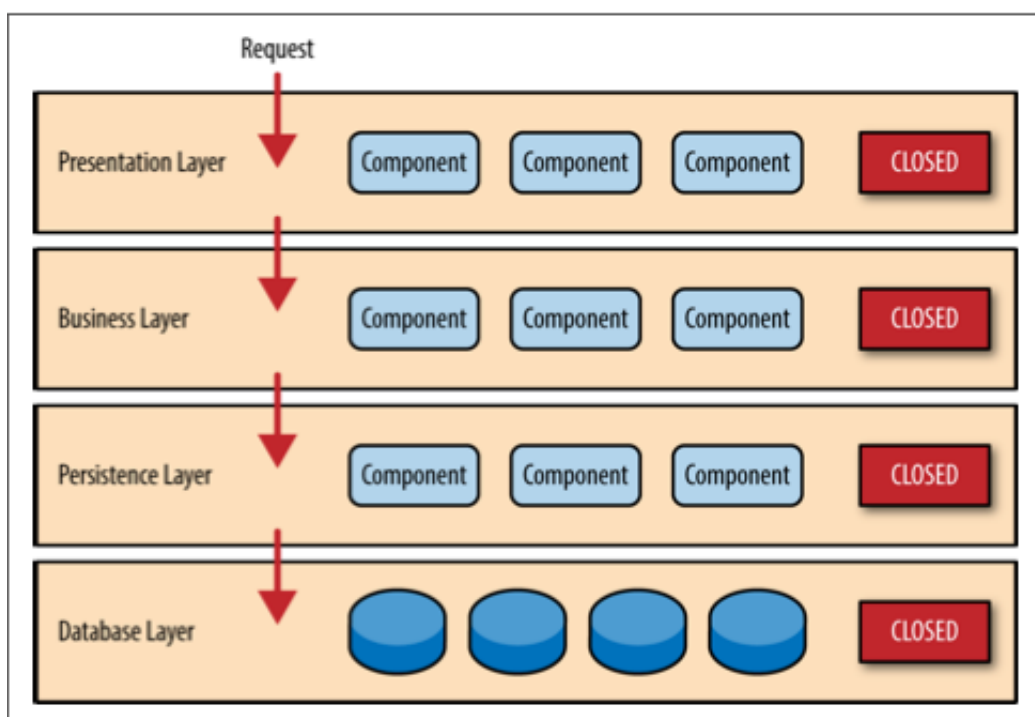 Request
Presentation Layer Component Component Component CLOSED
Business Layer Component Component Component CLOSED
Persistence Layer Component Component Component CLOSED
Database Layer CLOSED